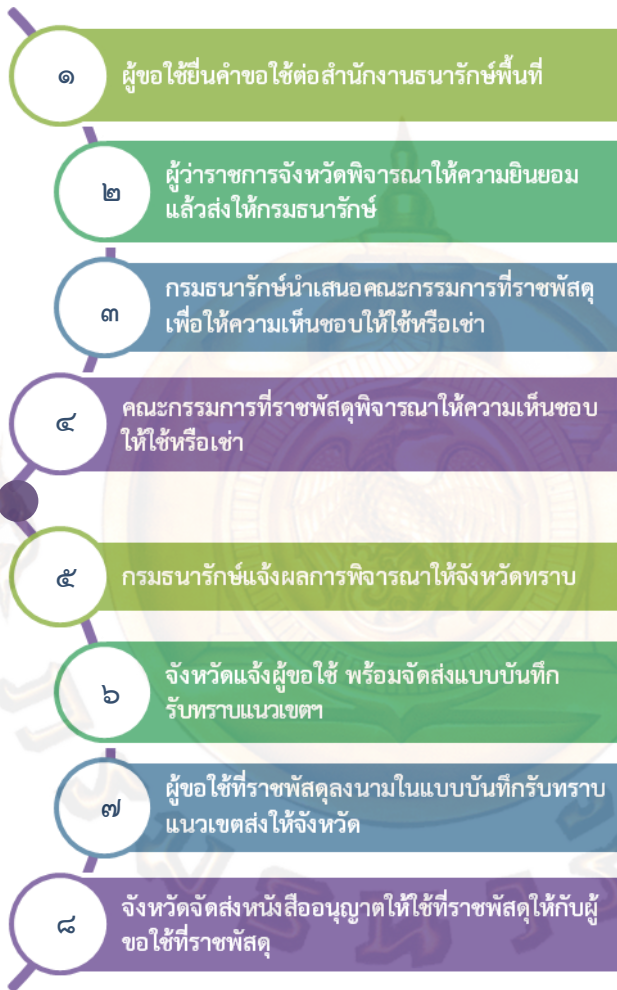 ๑
ผู้ขอใช้ยื่นคำขอใช้ต่อสำนักงานธนารักษ์พื้นที่
๒
ผู้ว่าราชการจังหวัดพิจารณาให้ความยินยอม
แล้วส่งให้กรมธนารักษ์
๓
กรมธนารักษ์นำเสนอคณะกรรมการที่ราชพัสดุ
เพื่อให้ความเห็นชอบให้ใช้หรือเช่า
๔
คณะกรรมการที่ราชพัสดุพิจารณาให้ความเห็นชอบ
ให้ใช้หรือเช่า
๕
กรมธนารักษ์แจ้งผลการพิจารณาให้จังหวัดทราบ
๖
จังหวัดแจ้งผู้ขอใช้ พร้อมจัดส่งแบบบันทึก
รับทราบแนวเขตฯ
๗
ผู้ขอใช้ที่ราชพัสดุลงนามในแบบบันทึกรับทราบ
แนวเขตส่งให้จังหวัด
๘
จังหวัดจัดส่งหนังสืออนุญาตให้ใช้ที่ราชพัสดุให้กับผู้
ขอใช้ที่ราชพัสดุ